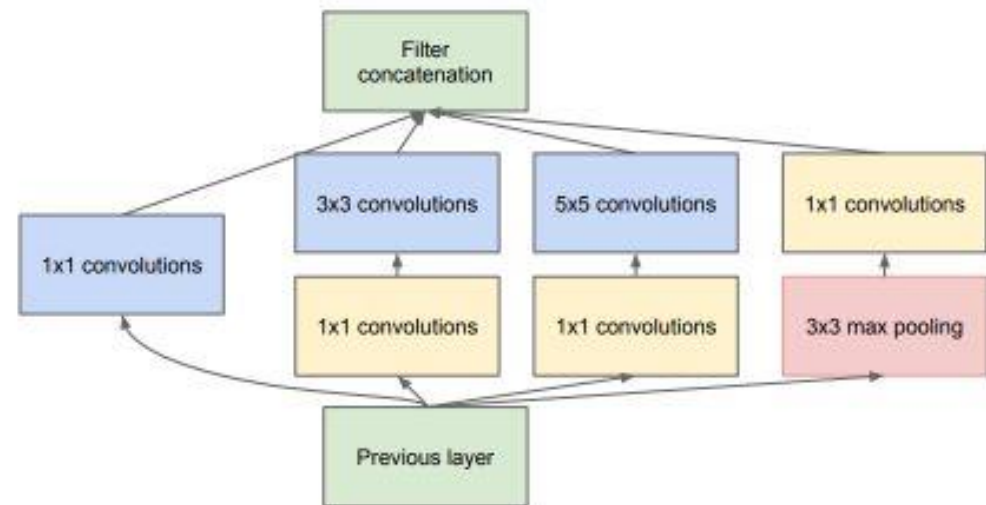 Filter
concatenation
3x3 convolutions
5x5 convolutions
1x1 convolutions
1x1 convolutions
1x1 convolutions
1x1 convolutions
3x3 max pooling
Previous layer